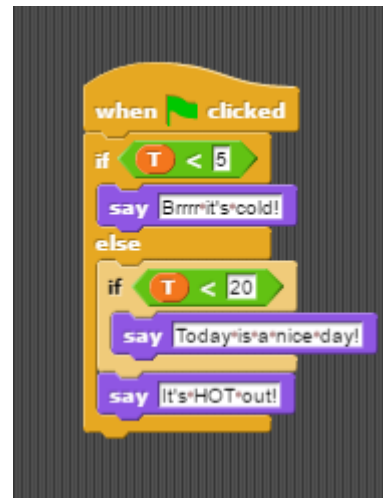 when clicked
if T < 5
say Brrrr it's cold!
else
if T < 20
say Today is a nice day!
say It's HOT out!